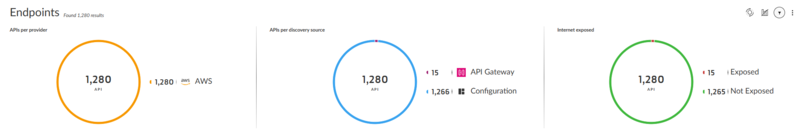 Endpoints Found 1,280 results
APIs per provider
1,280
API
1,280 aws AWS
APIs per discovery source
1,280
API
15 API Gateway
1,266 Configuration
Internet exposed
1,280
API
15 Exposed
1,265 Not Exposed